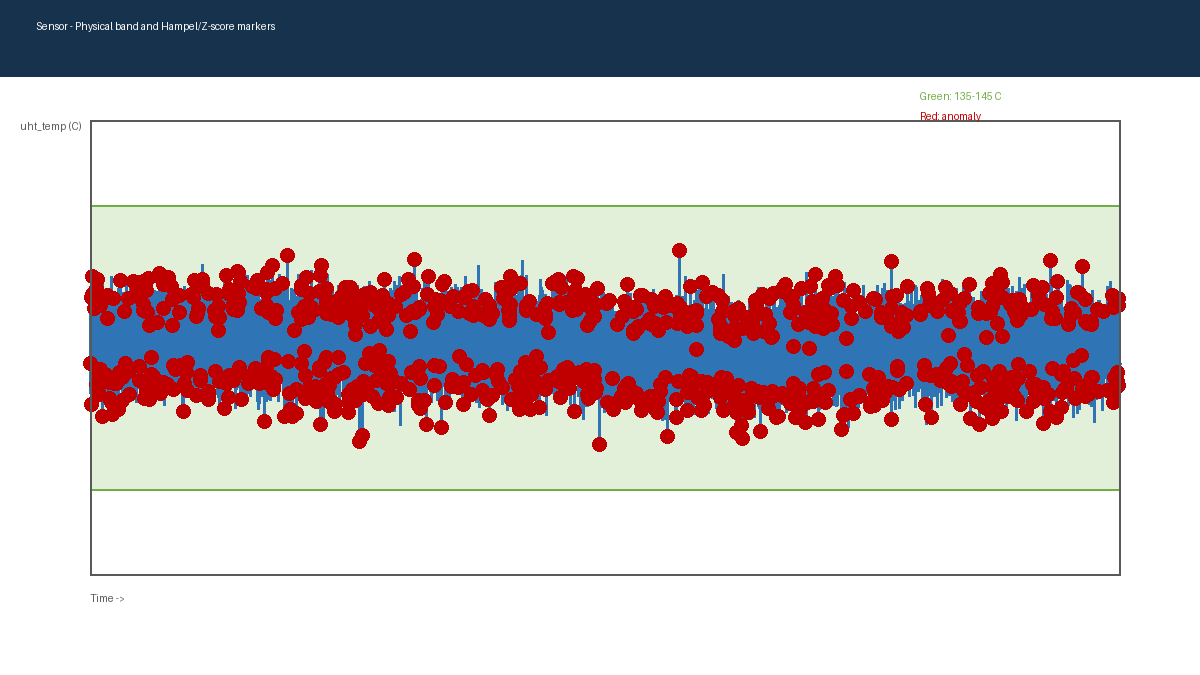 Sensor - Physical band and Hampel/Z-score markers
Green: 135-145 C
Red: anomaly
uht_temp (C)
Time ->